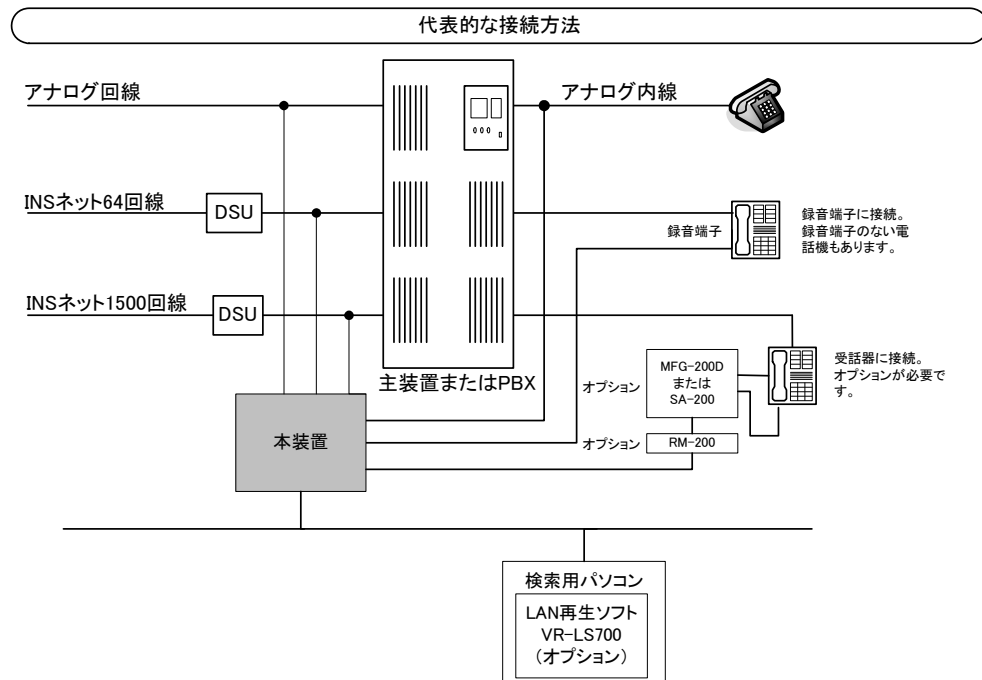 代表的な接続方法
アナログ回線
アナログ内線
INSネット64回線
DSU
録音端子
録音端子に接続。
録音端子のない電
話機もあります。
INSネット1500回線
DSU
主装置またはPBX
オプション
MFG-200D
または
SA-200
受話器に接続。
オプションが必要で
す。
本装置
オプション
RM-200
検索用パソコン
LAN再生ソフト
VR-LS700
(オプション)